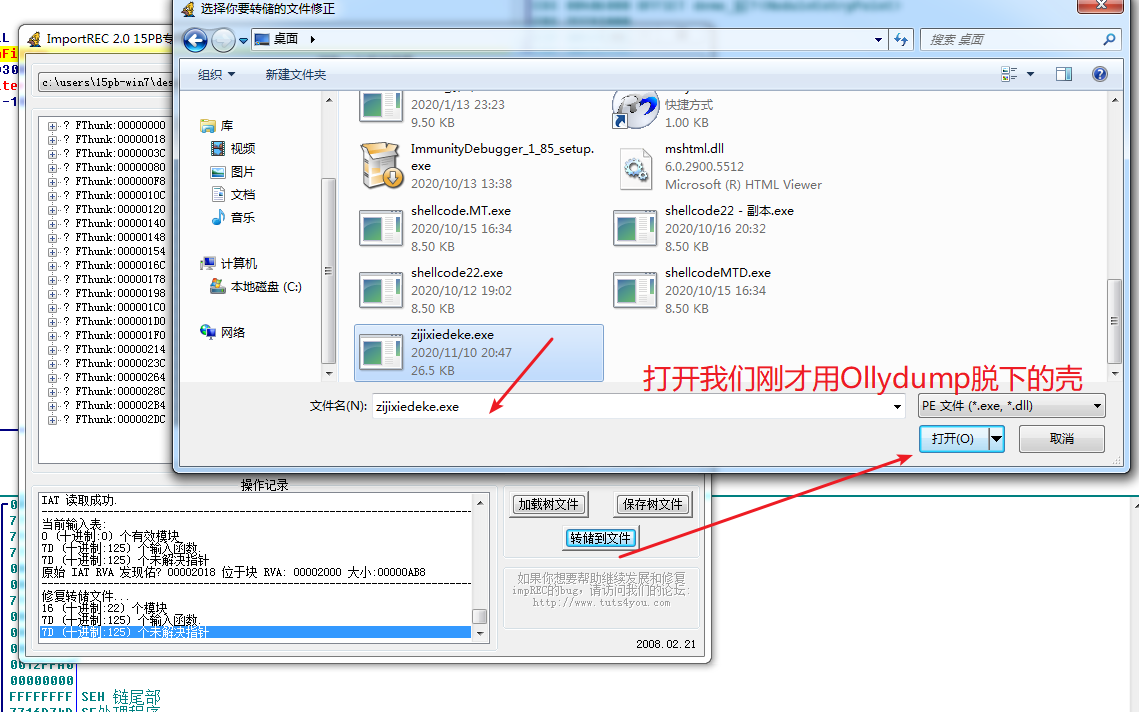 选择你要转储的文件修正
ImportREC 2.0 15PB专
桌面
搜索 桌面
c:\users\15pb-win7\des
组织
新建文件夹
库
视频
图片
文档
音乐
计算机
本地磁盘 (C:)
网络
2020/1/13 23:23
9.50 KB
快捷方式
1.00 KB
ImmunityDebugger_1_85_setup.
exe
2020/10/13 13:38
mshtml.dll
6.0.2900.5512
Microsoft (R) HTML Viewer
shellcode.MT.exe
2020/10/15 16:34
8.50 KB
shellcode22 - 副本.exe
2020/10/16 20:32
8.50 KB
shellcode22.exe
2020/10/12 19:02
8.50 KB
shellcodeMTD.exe
2020/10/15 16:34
8.50 KB
zijixiedeke.exe
2020/11/10 20:47
26.5 KB
打开我们刚才用Ollydump脱下的壳
文件名(N):
zijixiedeke.exe
PE 文件 (*.exe, *.dll)
打开(O)
取消
? FThunk:00000000
? FThunk:00000018
? FThunk:0000003C
? FThunk:00000080
? FThunk:000000F8
? FThunk:0000010C
? FThunk:00000120
? FThunk:00000140
? FThunk:00000148
? FThunk:00000154
? FThunk:0000016C
? FThunk:00000178
? FThunk:00000198
? FThunk:000001C0
? FThunk:000001D0
? FThunk:000001F0
? FThunk:00000214
? FThunk:0000023C
? FThunk:00000264
? FThunk:0000028C
? FThunk:000002B4
? FThunk:000002DC
操作记录
IAT 读取成功.
当前输入表:
0 (十进制:0) 个有效模块
7D (十进制:125) 个输入函数.
7D (十进制:125) 个未解决指针
原始 IAT RVA 发现佑? 00002018 位于块 RVA: 00002000 大小:00000AB8
修复转储文件...
16 (十进制:22) 个模块
7D (十进制:125) 个输入函数.
7D (十进制:125) 个未解决指针
加载树文件
保存树文件
转储到文件
如果你想要帮助继续发展和修复
impREC的bug，请访问我们的论坛:
http://www.tuts4you.com
2008.02.21
00000000
FFFFFFFF SEH 链尾部